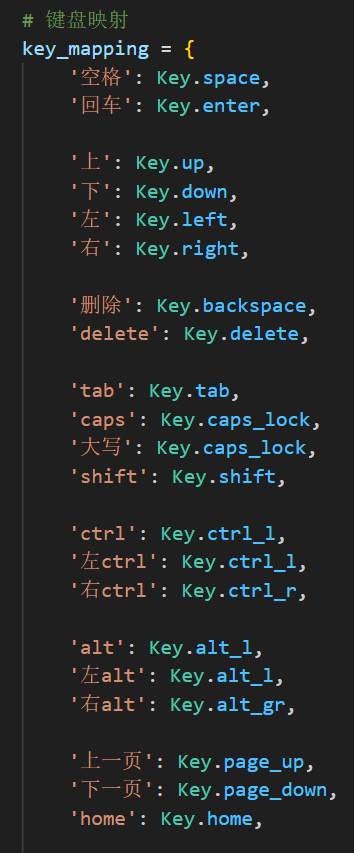 # 键盘映射
key_mapping = {
'空格': Key.space,
'回车': Key.enter,
'上': Key.up,
'下': Key.down,
'左': Key.left,
'右': Key.right,
'删除': Key.backspace,
'delete': Key.delete,
'tab': Key.tab,
'caps': Key.caps_lock,
'大写': Key.caps_lock,
'shift': Key.shift,
'ctrl': Key.ctrl_l,
'左ctrl': Key.ctrl_l,
'右ctrl': Key.ctrl_r,
'alt': Key.alt_l,
'左alt': Key.alt_l,
'右alt': Key.alt_gr,
'上一页': Key.page_up,
'下一页': Key.page_down,
'home': Key.home,